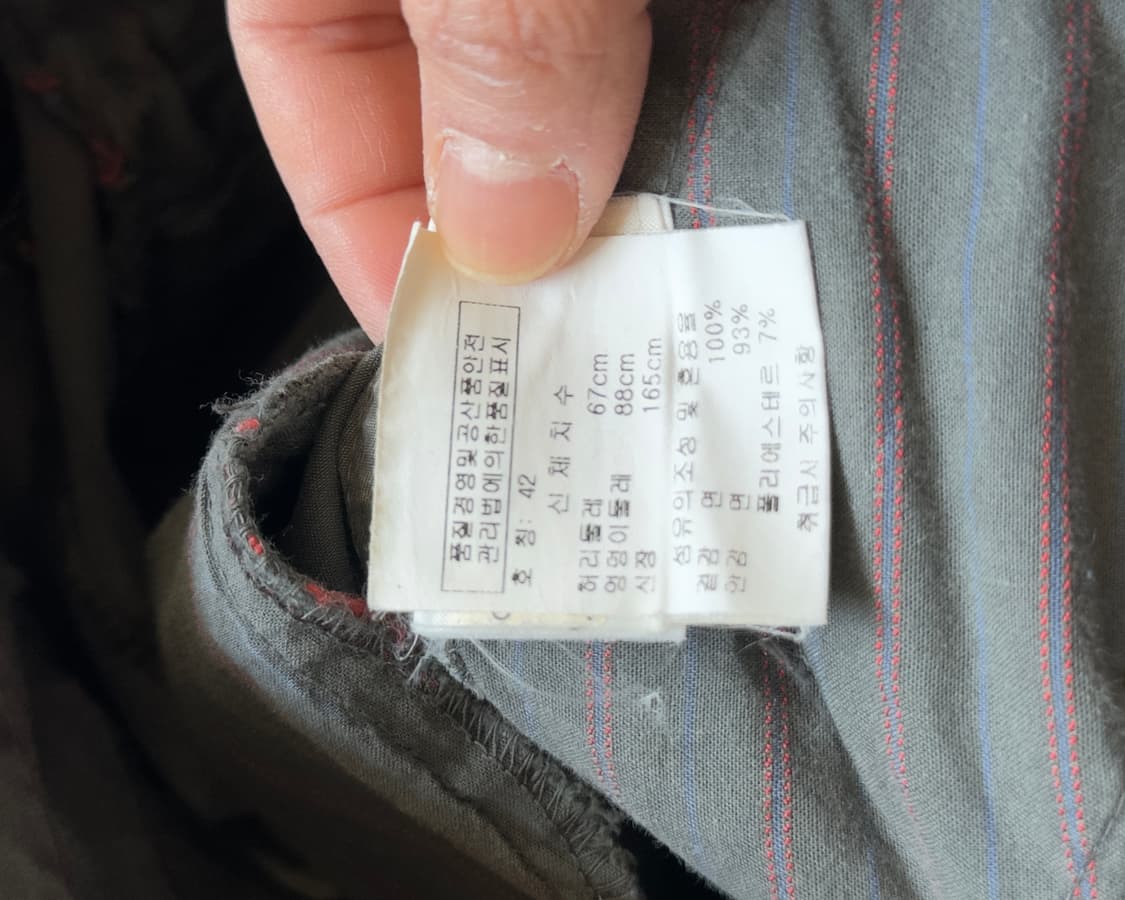 품질경영및공산품안전
관리법에의한품질표시
호 칭: 42
신 체 치 수
허리 둘레 67cm
엉덩이둘레 88cm
신 장 165cm
섬유의조성 및 혼용율
겉감 면 100%
안감 면 93%
폴리에스테르 7%
취급시 주의사항